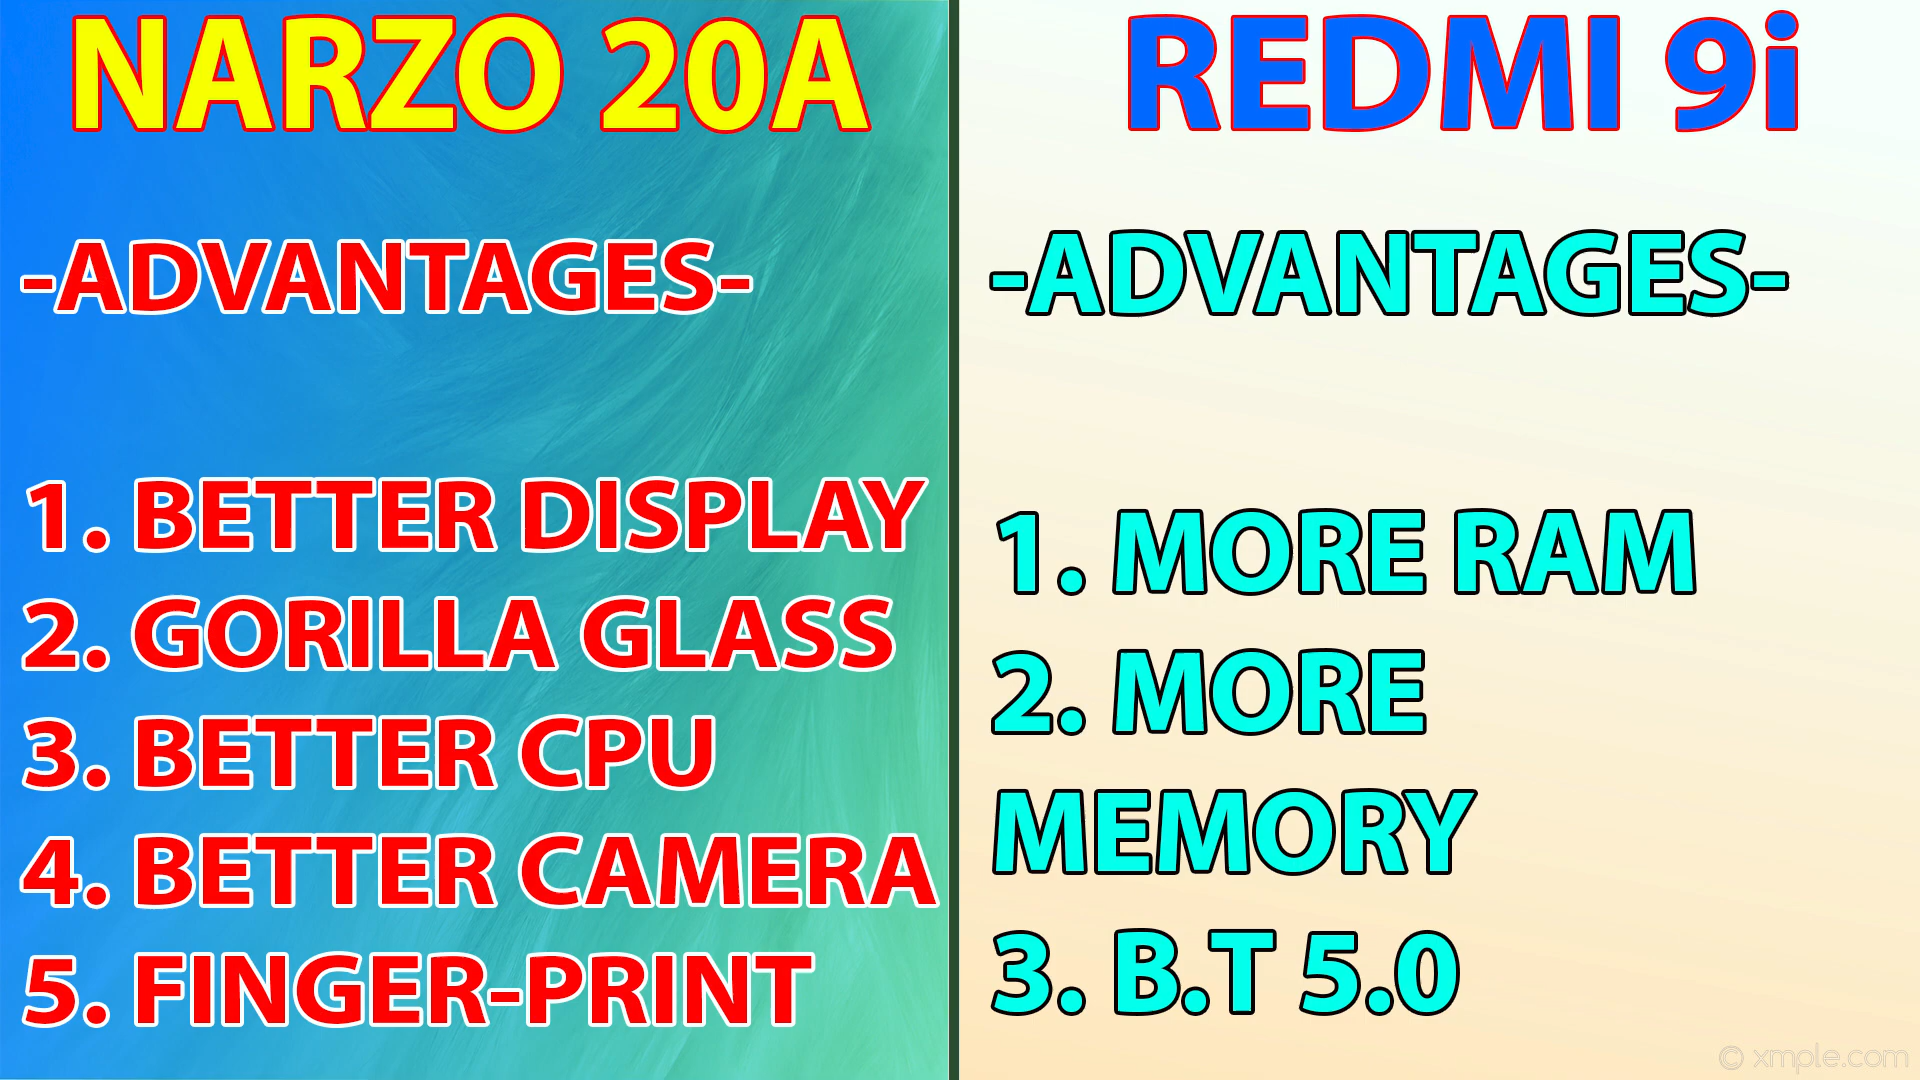 NARZO 20A
-ADVANTAGES-
1. BETTER DISPLAY
2. GORILLA GLASS
3. BETTER CPU
4. BETTER CAMERA
5. FINGER-PRINT
REDMI 9i
-ADVANTAGES-
1. MORE RAM
2. MORE
MEMORY
3. B.T 5.0
© xmple.com